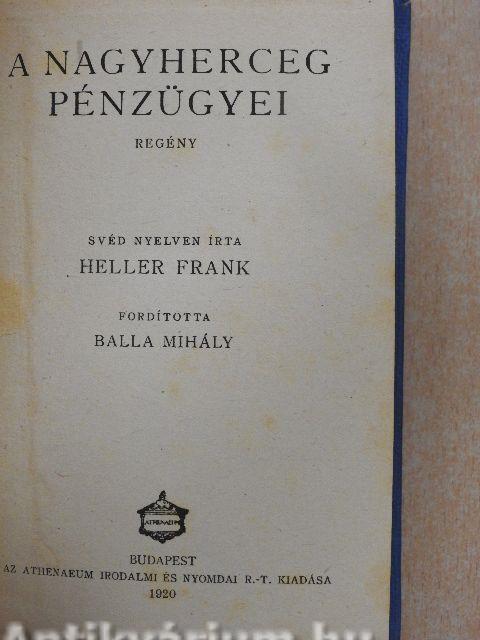 A NAGYHERCEG
PÉNZÜGYEI
REGÉNY
SVÉD NYELVEN ÍRTA
HELLER FRANK
FORDÍTOTTA
BALLA MIHÁLY
ATHENAEUM
BUDAPEST
AZ ATHENAEUM IRODALMI ÉS NYOMDAI R.-T. KIADÁSA
1920
Antikvárium.hu